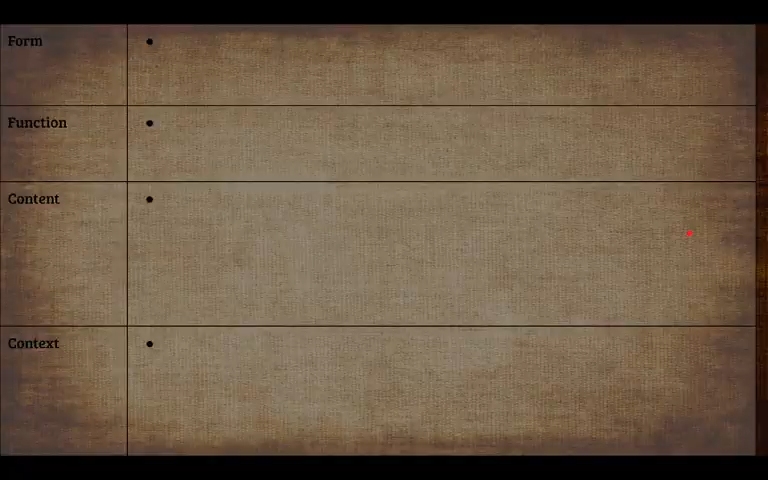 Form
•
Function
•
Content
•
Context
•